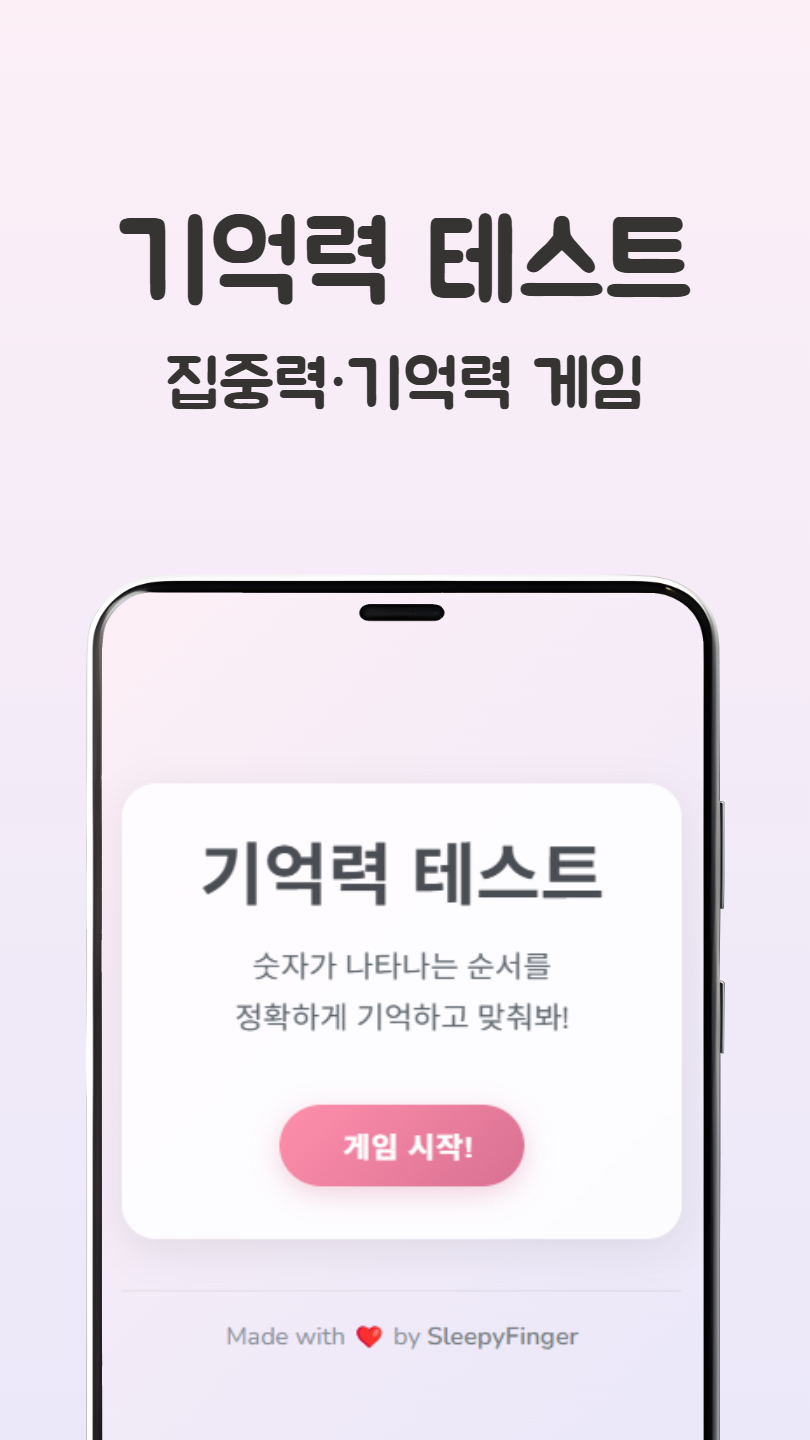 기억력 테스트
집중력·기억력 게임
기억력 테스트
숫자가 나타나는 순서를
정확하게 기억하고 맞춰봐!
게임 시작!
Made with ❤️ by SleepyFinger